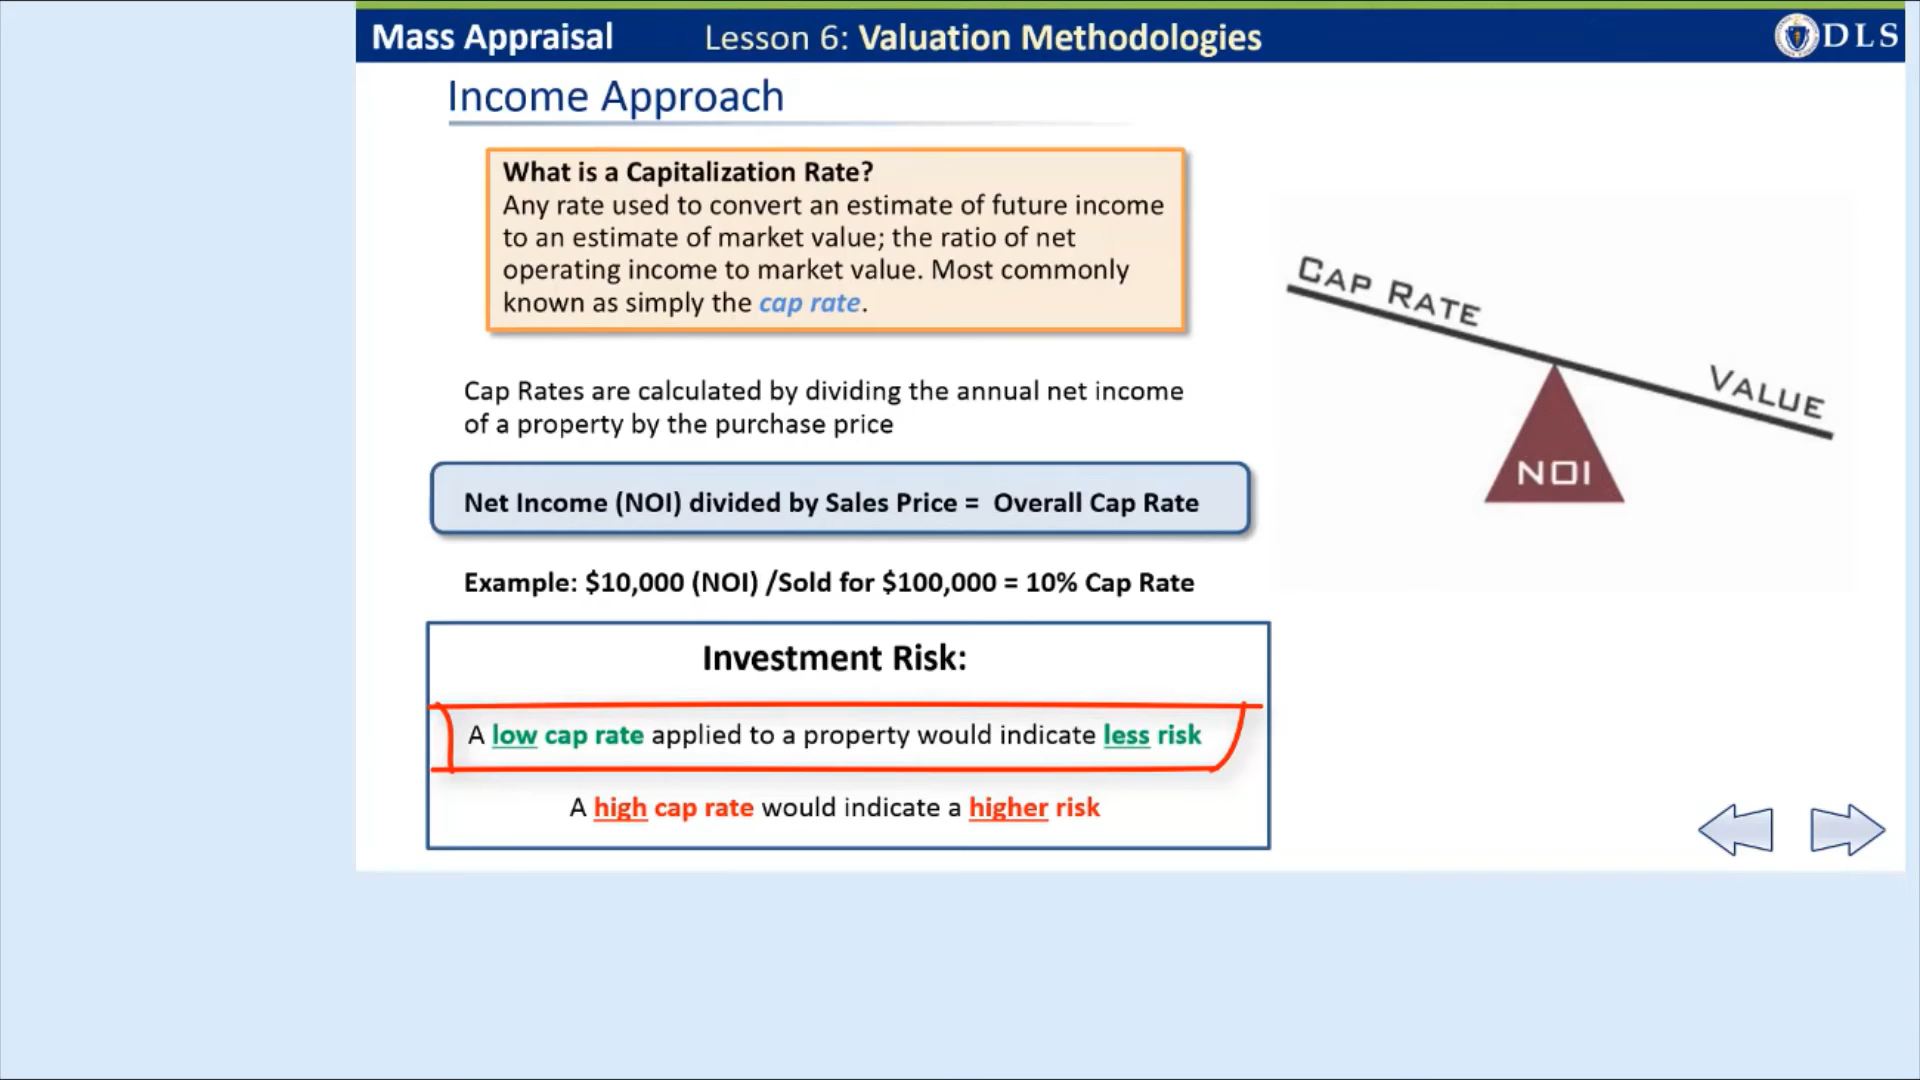 Mass Appraisal
Lesson 6: Valuation Methodologies
DLS
Income Approach
What is a Capitalization Rate?
Any rate used to convert an estimate of future income
to an estimate of market value; the ratio of net
operating income to market value. Most commonly
known as simply the cap rate.
Cap Rates are calculated by dividing the annual net income
of a property by the purchase price
Net Income (NOI) divided by Sales Price = Overall Cap Rate
Example: $10,000 (NOI) /Sold for $100,000 = 10% Cap Rate
Investment Risk:
A low cap rate applied to a property would indicate less risk
A high cap rate would indicate a higher risk
CAP RATE
VALUE
NOI